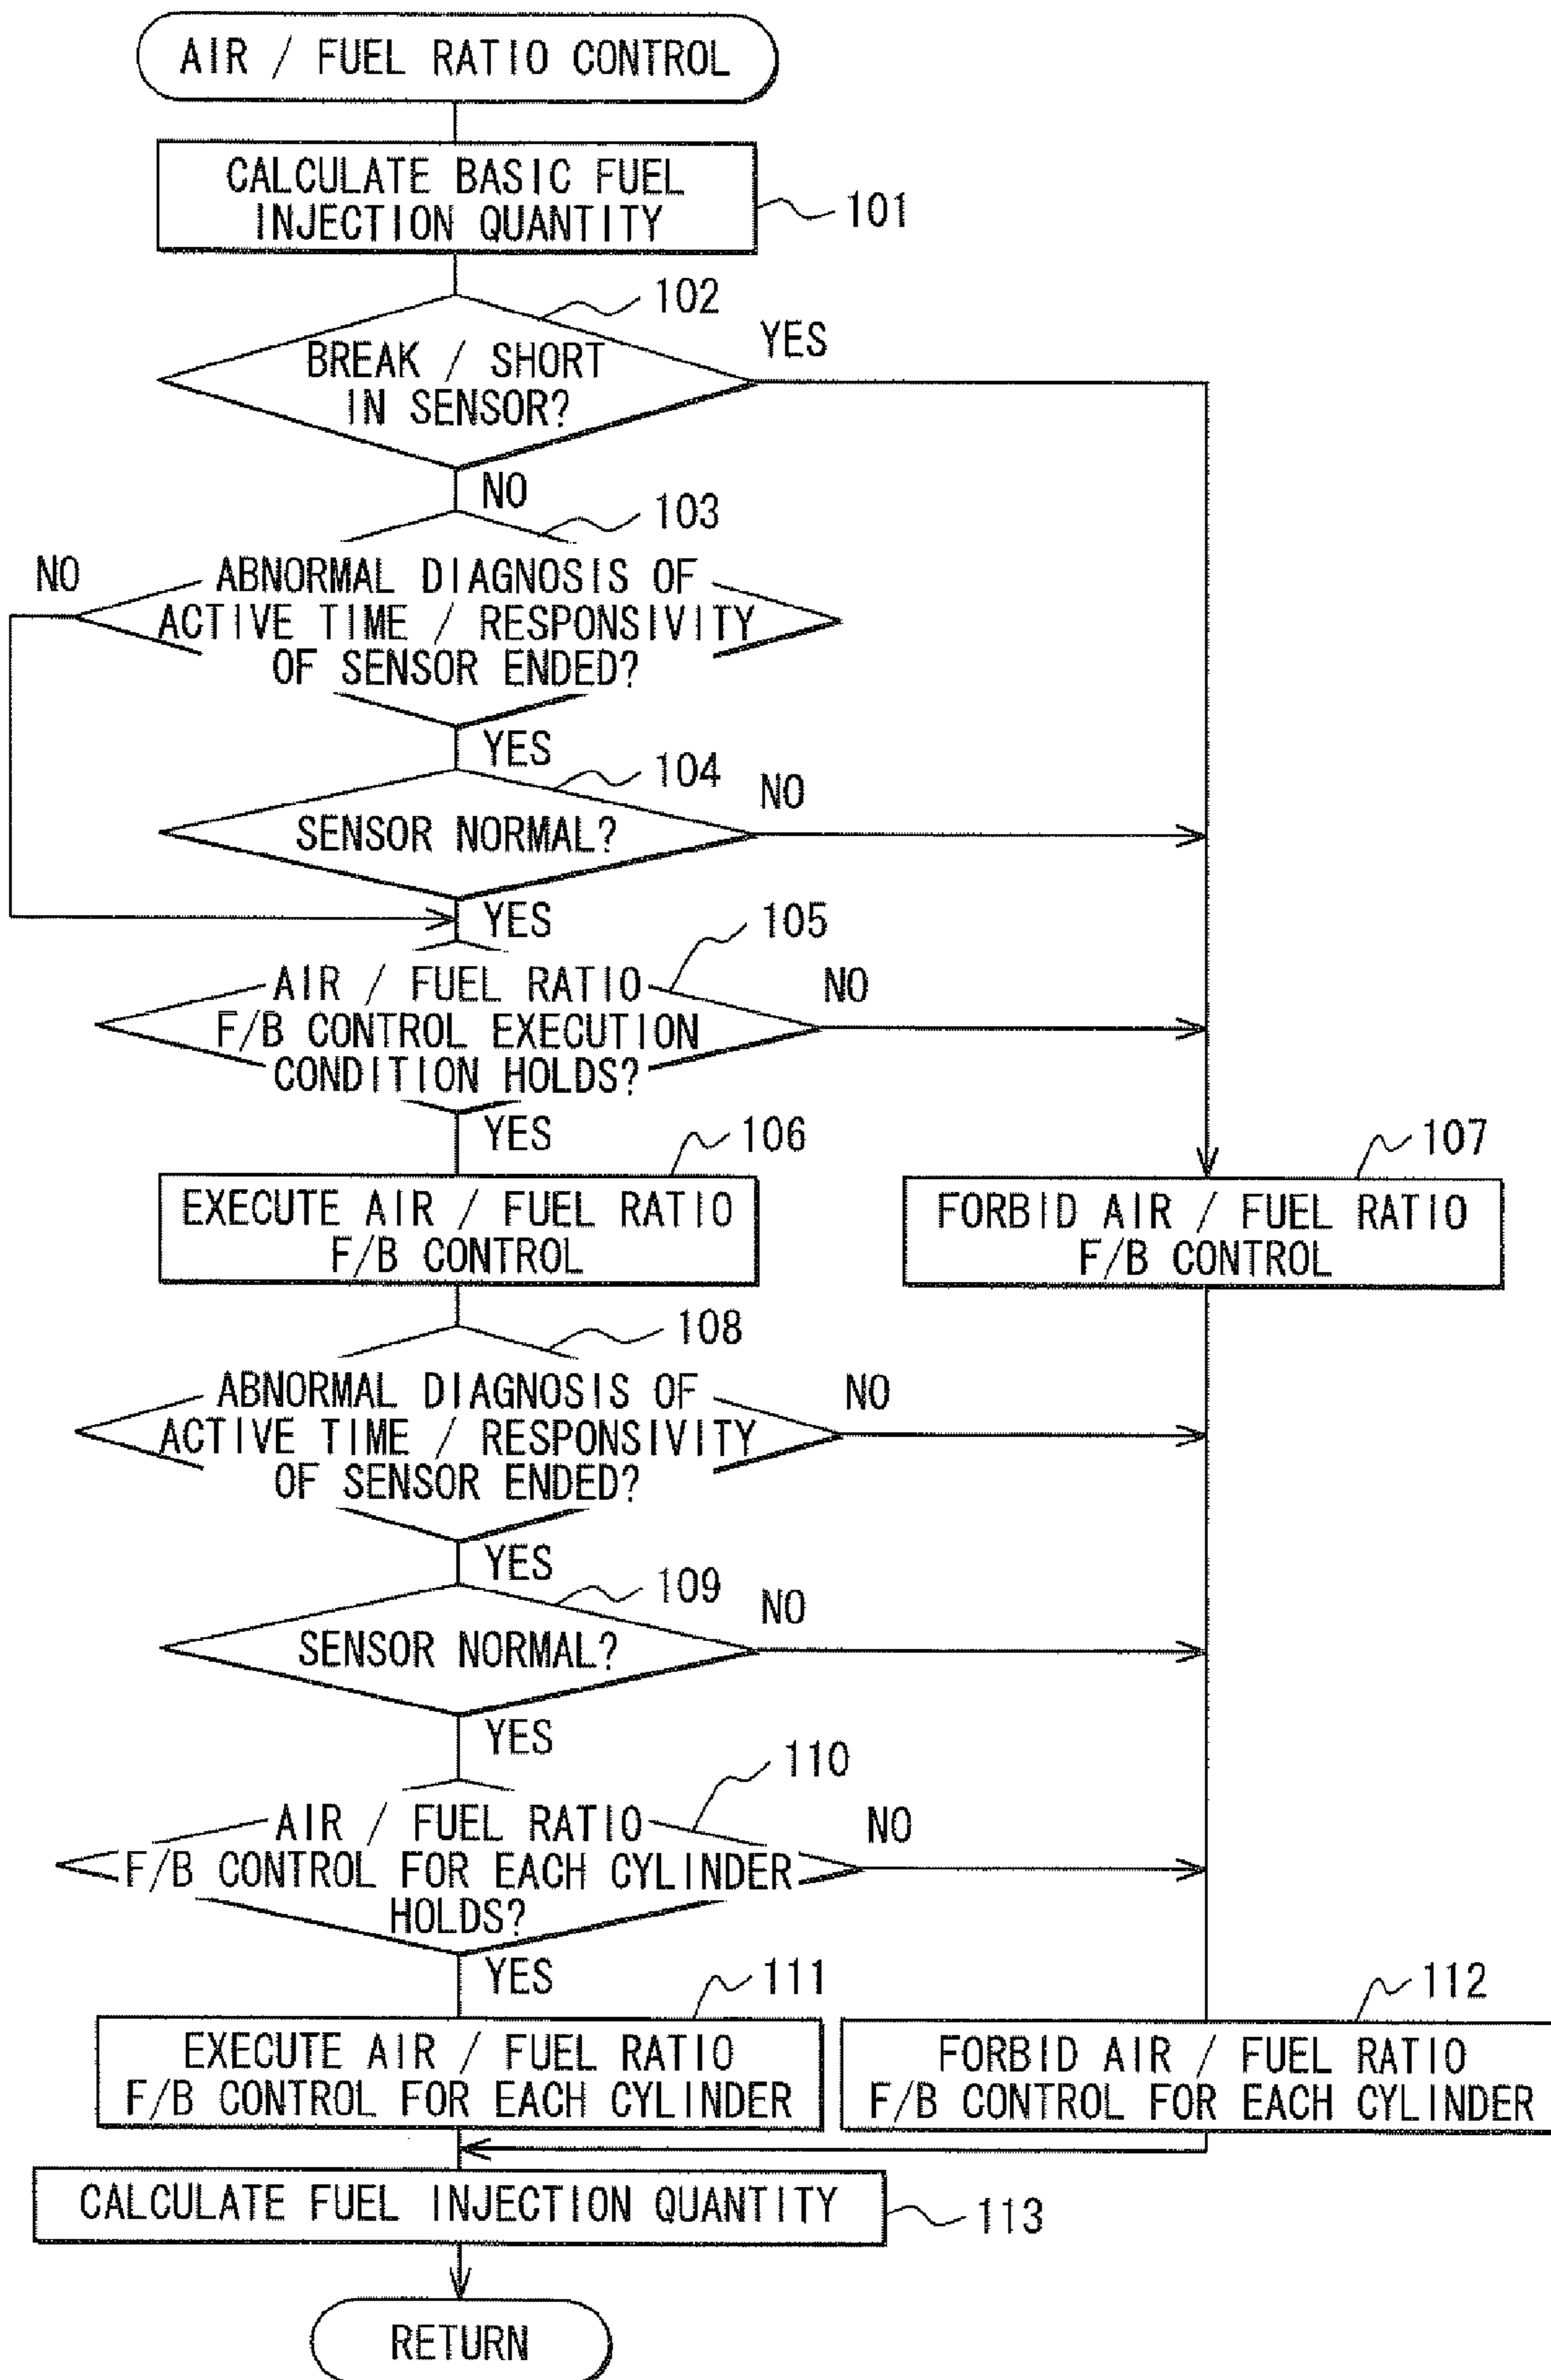 AIR / FUEL RATIO CONTROL
CALCULATE BASIC FUEL
INJECTION QUANTITY
101
102
BREAK / SHORT
IN SENSOR?
YES
NO
103
NO
ABNORMAL DIAGNOSIS OF
ACTIVE TIME / RESPONSIVITY
OF SENSOR ENDED?
YES
104
SENSOR NORMAL?
NO
YES
105
AIR / FUEL RATIO
F/B CONTROL EXECUTION
CONDITION HOLDS?
NO
YES
106
EXECUTE AIR / FUEL RATIO
F/B CONTROL
107
FORBID AIR / FUEL RATIO
F/B CONTROL
108
ABNORMAL DIAGNOSIS OF
ACTIVE TIME / RESPONSIVITY
OF SENSOR ENDED?
NO
YES
109
SENSOR NORMAL?
NO
YES
110
AIR / FUEL RATIO
F/B CONTROL FOR EACH CYLINDER
HOLDS?
NO
YES
111
EXECUTE AIR / FUEL RATIO
F/B CONTROL FOR EACH CYLINDER
112
FORBID AIR / FUEL RATIO
F/B CONTROL FOR EACH CYLINDER
CALCULATE FUEL INJECTION QUANTITY
113
RETURN